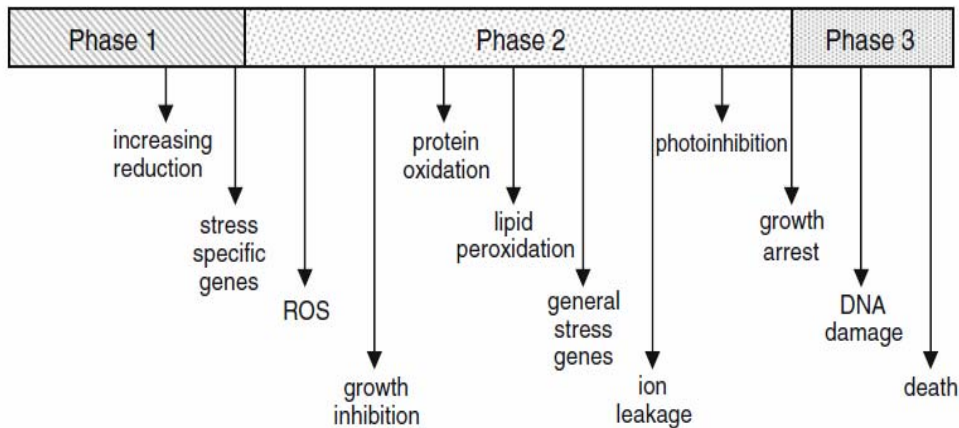 Phase 1
Phase 2
Phase 3
increasing
reduction
stress
specific
genes
ROS
growth
inhibition
protein
oxidation
lipid
peroxidation
general
stress
genes
ion
leakage
photoinhibition
growth
arrest
DNA
damage
death